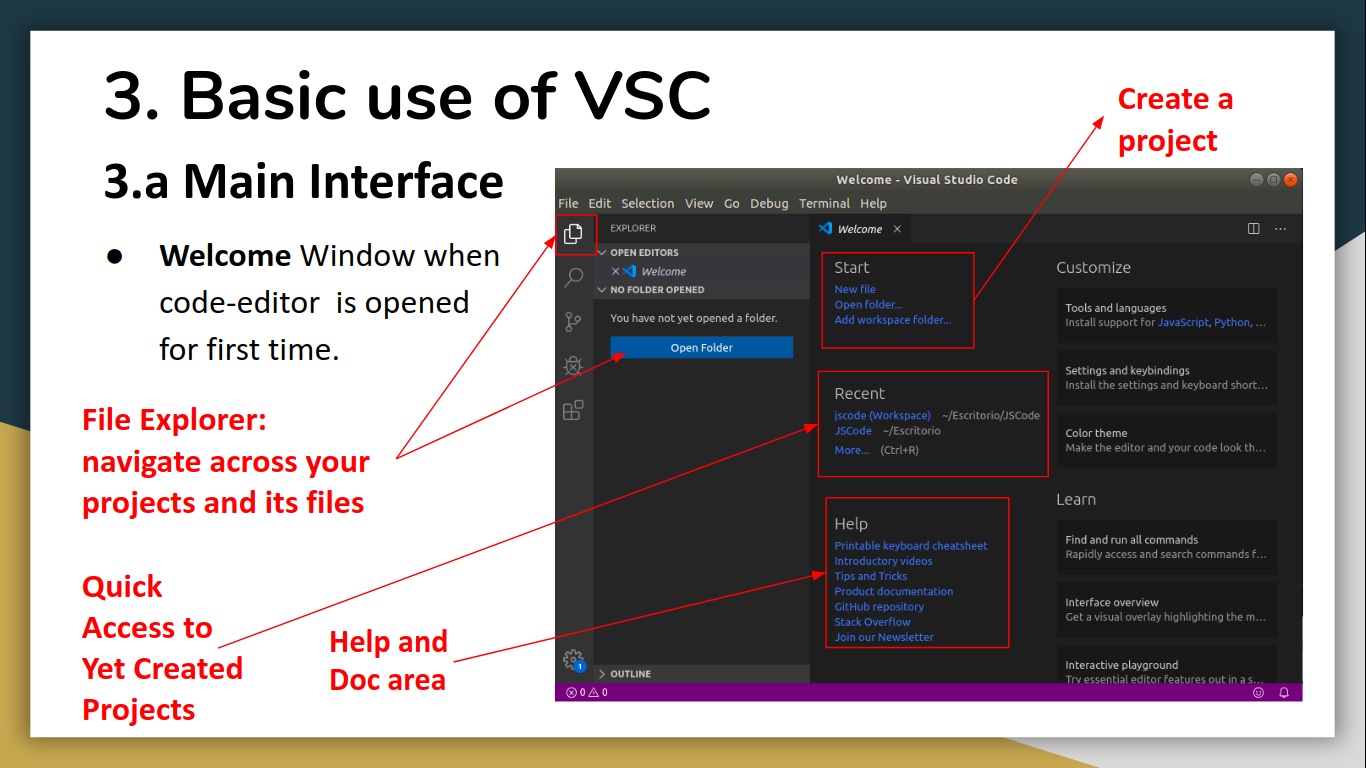 3. Basic use of VSC
3.a Main Interface
● Welcome Window when
code-editor is opened
for first time.
File Explorer:
navigate across your
projects and its files
Quick
Access to
Yet Created
Projects
Help and
Doc area
Create a
project
Welcome - Visual Studio Code
File Edit Selection View Go Debug Terminal Help
EXPLORER
OPEN EDITORS
Welcome
NO FOLDER OPENED
You have not yet opened a folder.
Open Folder
OUTLINE
1
0 0
Welcome
Start
New file
Open folder...
Add workspace folder...
Recent
jscode (Workspace) ~/Escritorio/JSCode
JSCode ~/Escritorio
More... (Ctrl+R)
Help
Printable keyboard cheatsheet
Introductory videos
Tips and Tricks
Product documentation
GitHub repository
Stack Overflow
Join our Newsletter
Customize
Tools and languages
Install support for JavaScript, Python, ...
Settings and keybindings
Install the settings and keyboard short...
Color theme
Make the editor and your code look th...
Learn
Find and run all commands
Rapidly access and search commands f...
Interface overview
Get a visual overlay highlighting the m...
Interactive playground
Try essential editor features out in a s...